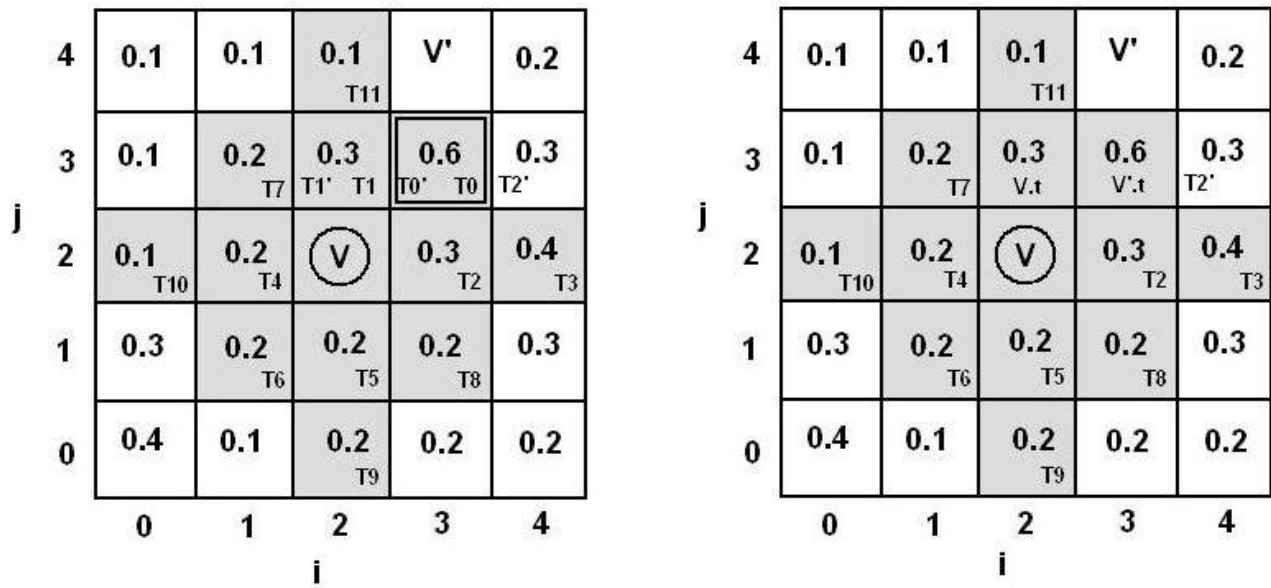 4 0.1 0.1 0.1 V' 0.2
T11
3 0.1 0.2 0.3 0.6 0.3
T7 T1' T1 T0' T0 T2'
j
2 0.1 0.2 V 0.3 0.4
T10 T4 T2 T3
1 0.3 0.2 0.2 0.2 0.3
T6 T5 T8
0 0.4 0.1 0.2 0.2 0.2
T9
0 1 2 3 4
i
4 0.1 0.1 0.1 V' 0.2
T11
3 0.1 0.2 0.3 0.6 0.3
T7 V.t V'.t T2'
j
2 0.1 0.2 V 0.3 0.4
T10 T4 T2 T3
1 0.3 0.2 0.2 0.2 0.3
T6 T5 T8
0 0.4 0.1 0.2 0.2 0.2
T9
0 1 2 3 4
i